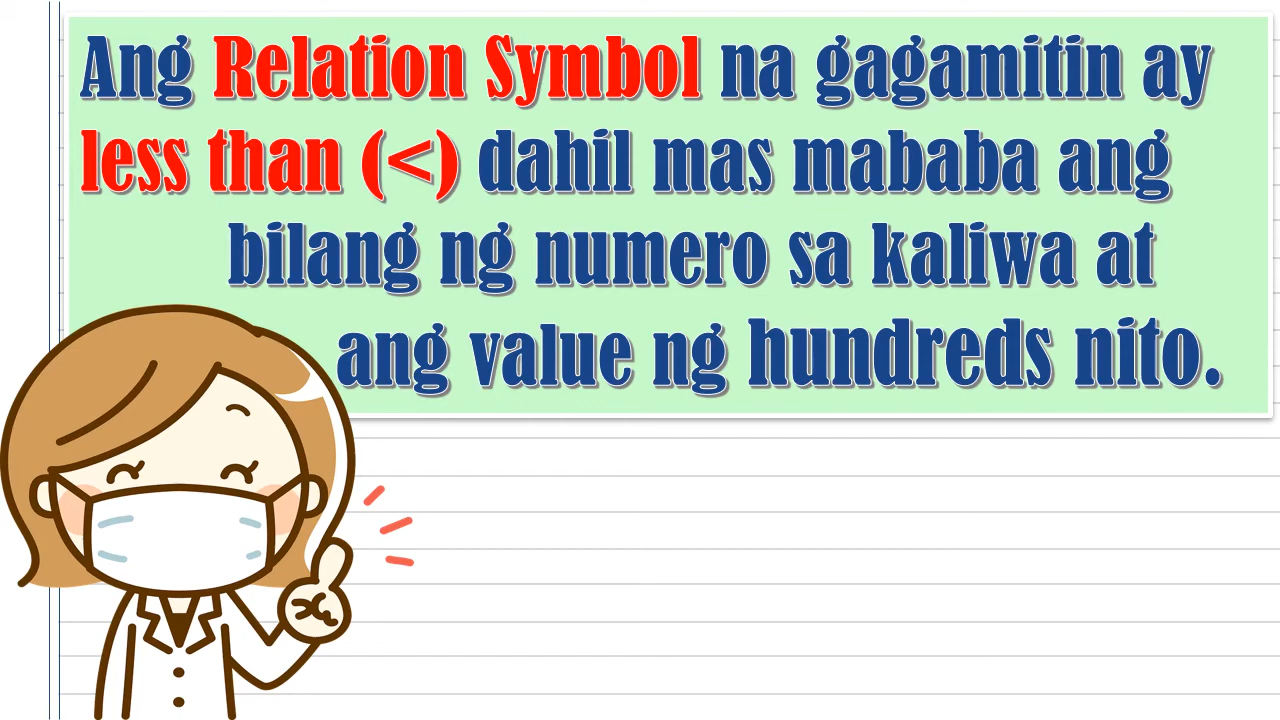 Ang Relation Symbol na gagamitin ay
less than (<) dahil mas mababa ang
bilang ng numero sa kaliwa at
ang value ng hundreds nito.